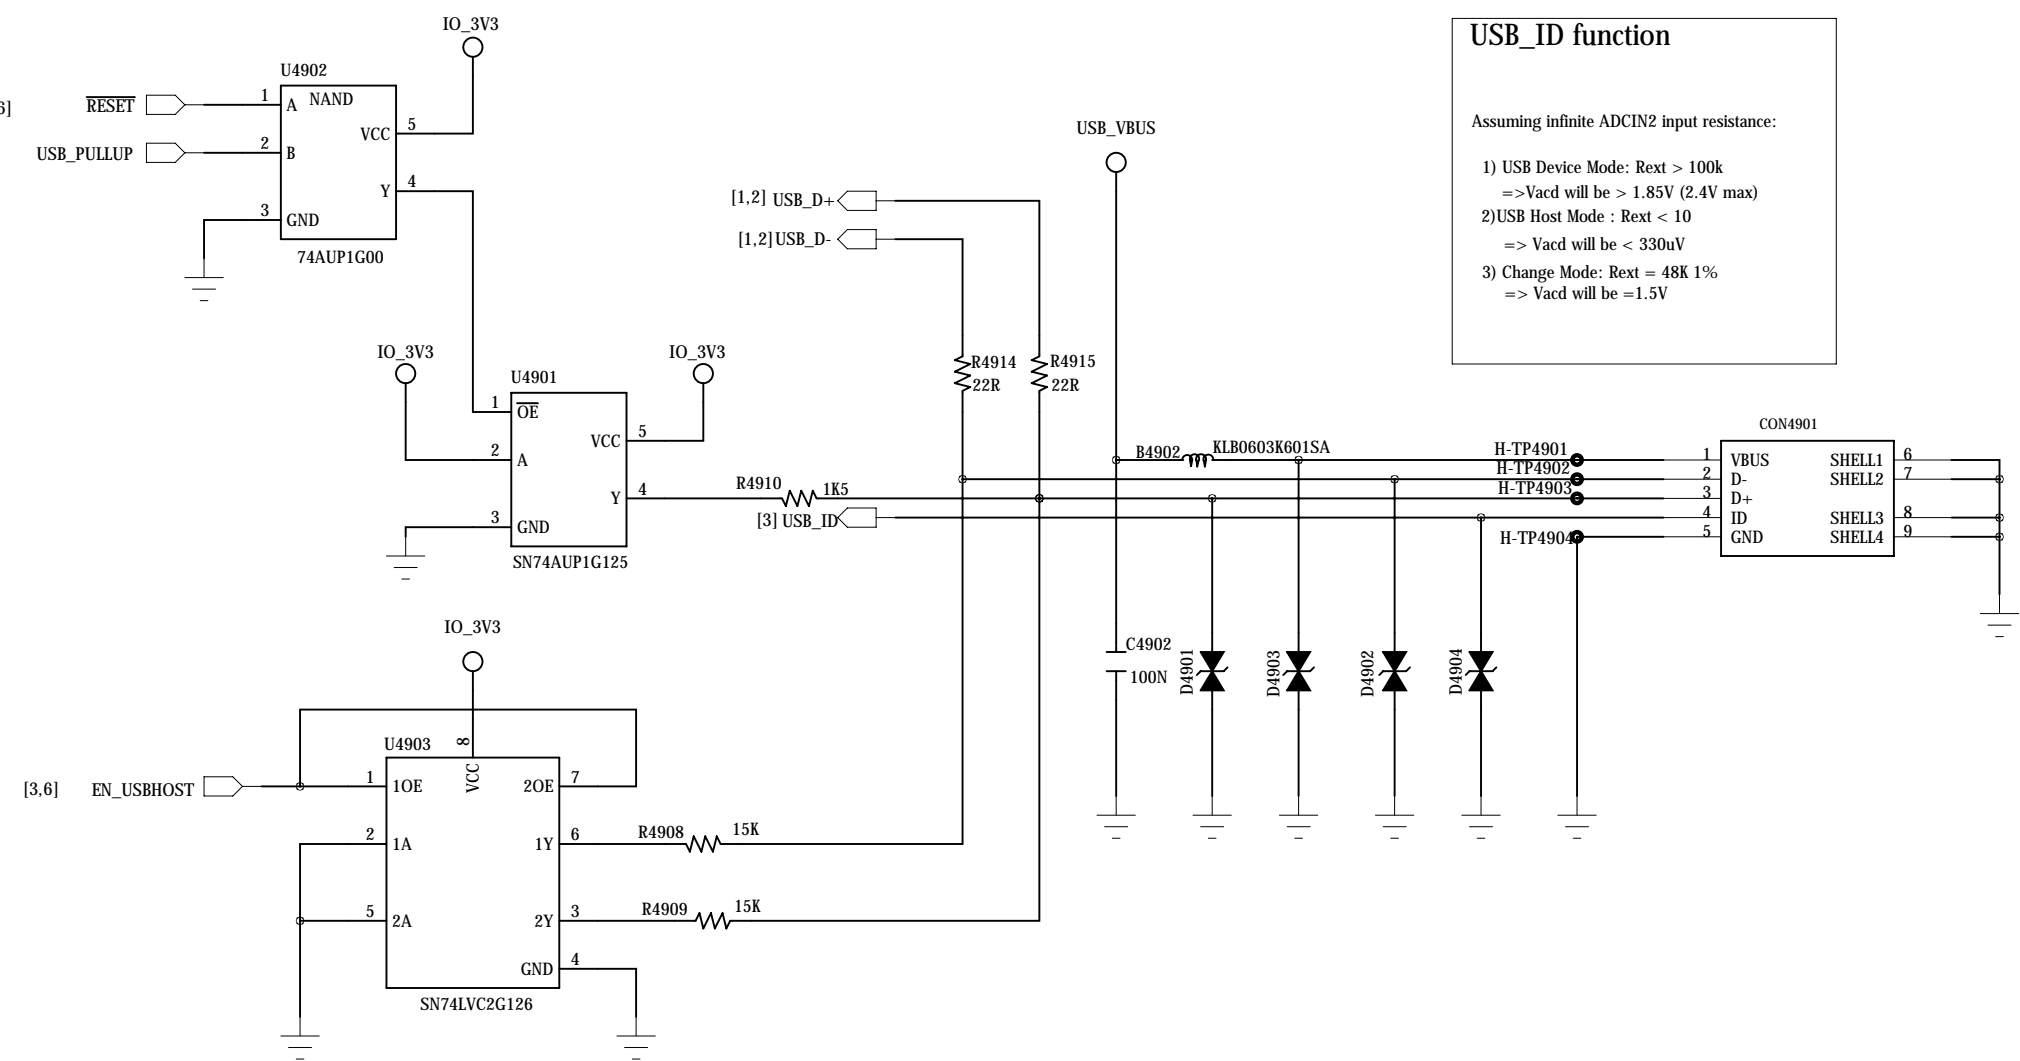 IO_3V3
U4902
6]
RESET
1
A
NAND
VCC
5
USB_PULLUP
2
B
Y
4
3
GND
74AUP1G00
USB_ID function
Assuming infinite ADCIN2 input resistance:
1) USB Device Mode: Rext > 100k
=>Vacd will be > 1.85V (2.4V max)
2)USB Host Mode : Rext < 10
=> Vacd will be < 330uV
3) Change Mode: Rext = 48K 1%
=> Vacd will be =1.5V
USB_VBUS
[1,2] USB_D+
[1,2]USB_D-
IO_3V3
IO_3V3
U4901
1
OE
VCC
5
2
A
Y
4
3
GND
SN74AUP1G125
R4914
22R
R4915
22R
R4910
1K5
[3] USB_ID
B4902
KLB0603K601SA
H-TP4901
H-TP4902
H-TP4903
H-TP4904
CON4901
1
VBUS
SHELL1
6
2
D-
SHELL2
7
3
D+
4
ID
SHELL3
8
5
GND
SHELL4
9
IO_3V3
C4902
100N
D4901
D4903
D4902
D4904
U4903
8
VCC
[3,6]
EN_USBHOST
1
1OE
2OE
7
2
1A
1Y
6
R4908
15K
5
2A
2Y
3
R4909
15K
GND
4
SN74LVC2G126